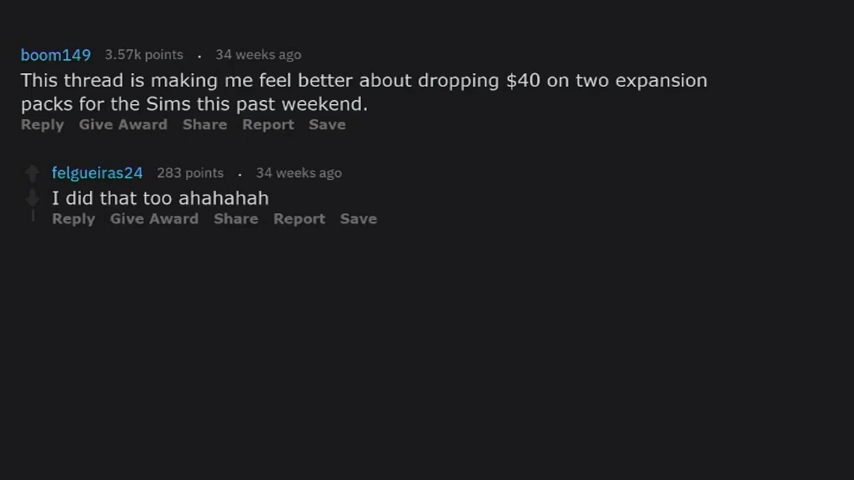 boom149 3.57k points . 34 weeks ago
This thread is making me feel better about dropping $40 on two expansion
packs for the Sims this past weekend.
Reply Give Award Share Report Save
felgueiras24 283 points . 34 weeks ago
I did that too ahahahah
Reply Give Award Share Report Save